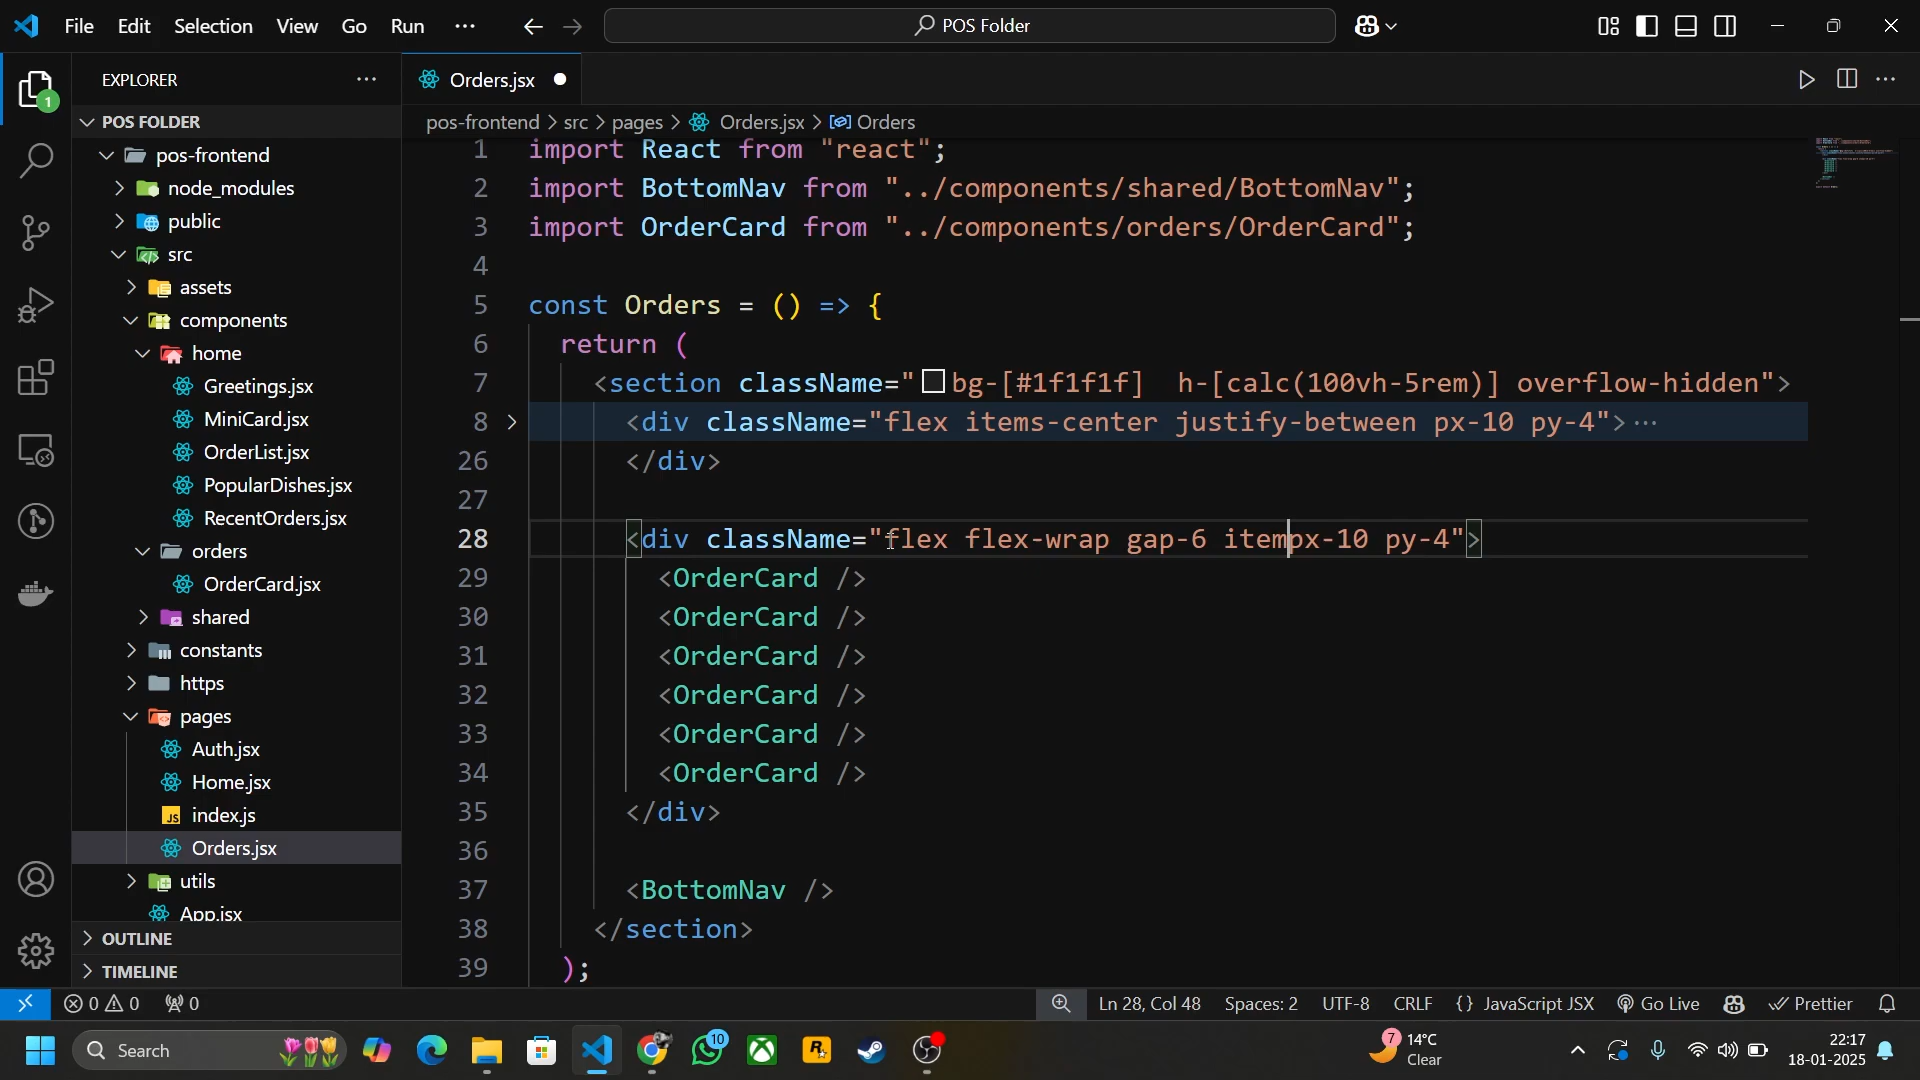 File Edit Selection View Go Run ··· POS Folder
EXPLORER ···
POS FOLDER
pos-frontend
node_modules
public
src
assets
components
home
Greetings.jsx
MiniCard.jsx
OrderList.jsx
PopularDishes.jsx
RecentOrders.jsx
orders
OrderCard.jsx
shared
constants
https
pages
Auth.jsx
Home.jsx
JS index.js
Orders.jsx
utils
App.jsx
OUTLINE
TIMELINE
1
Orders.jsx
pos-frontend > src > pages > Orders.jsx > Orders
1 import React from "react";
2 import BottomNav from "../components/shared/BottomNav";
3 import OrderCard from "../components/orders/OrderCard";
4
5 const Orders = () => {
6 return (
7 <section className="bg-[#1f1f1f]  h-[calc(100vh-5rem)] overflow-hidden">
8 <div className="flex items-center justify-between px-10 py-4">···
26 </div>
27
28 <div className="flex flex-wrap gap-6 itempx-10 py-4">
29 <OrderCard />
30 <OrderCard />
31 <OrderCard />
32 <OrderCard />
33 <OrderCard />
34 <OrderCard />
35 </div>
36
37 <BottomNav />
38 </section>
39 );
0 0 0 Ln 28, Col 48 Spaces: 2 UTF-8 CRLF {} JavaScript JSX Go Live Prettier
Search 10 R 7 14°C
Clear
22:17
18-01-2025